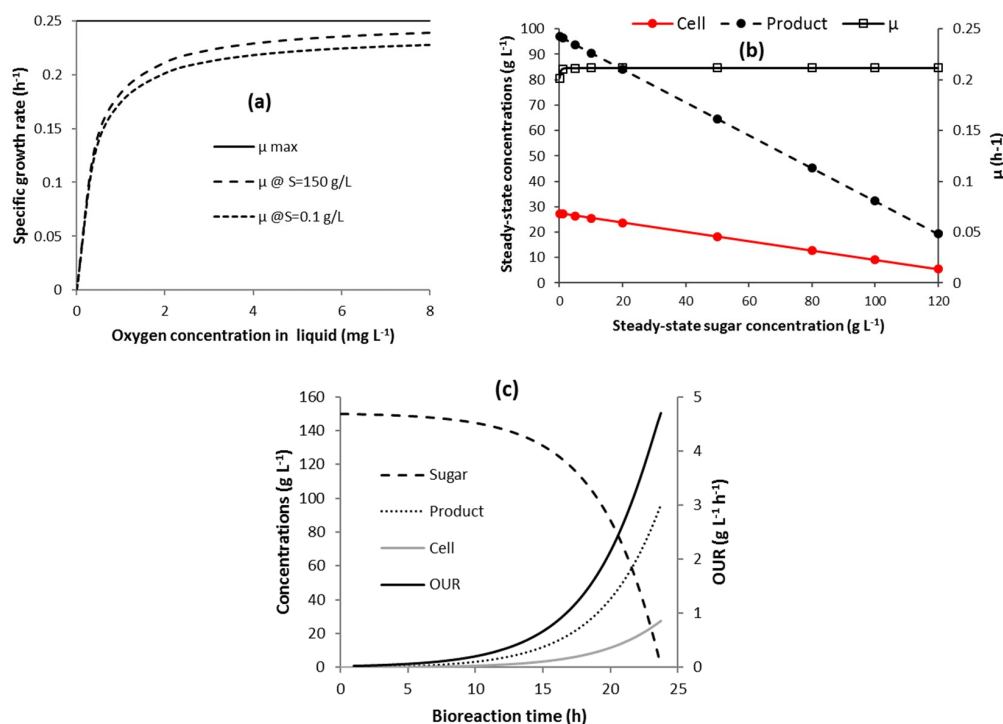 0.25
0.2
0.15
0.1
0.05
0
0 2 4 6 8
Specific growth rate (h-1)
Oxygen concentration in liquid (mg L-1)
(a)
μ max
μ @ S=150 g/L
μ @S=0.1 g/L
Cell Product μ
(b)
100
90
80
70
60
50
40
30
20
10
0
0 20 40 60 80 100 120
0.25
0.2
0.15
0.1
0.05
0
Steady-state concentrations (g L-1)
μ (h-1)
Steady-state sugar concentration (g L-1)
(c)
160
140
120
100
80
60
40
20
0
0 5 10 15 20 25
5
4
3
2
1
0
Concentrations (g L-1)
OUR (g L-1 h-1)
Sugar
Product
Cell
OUR
Bioreaction time (h)